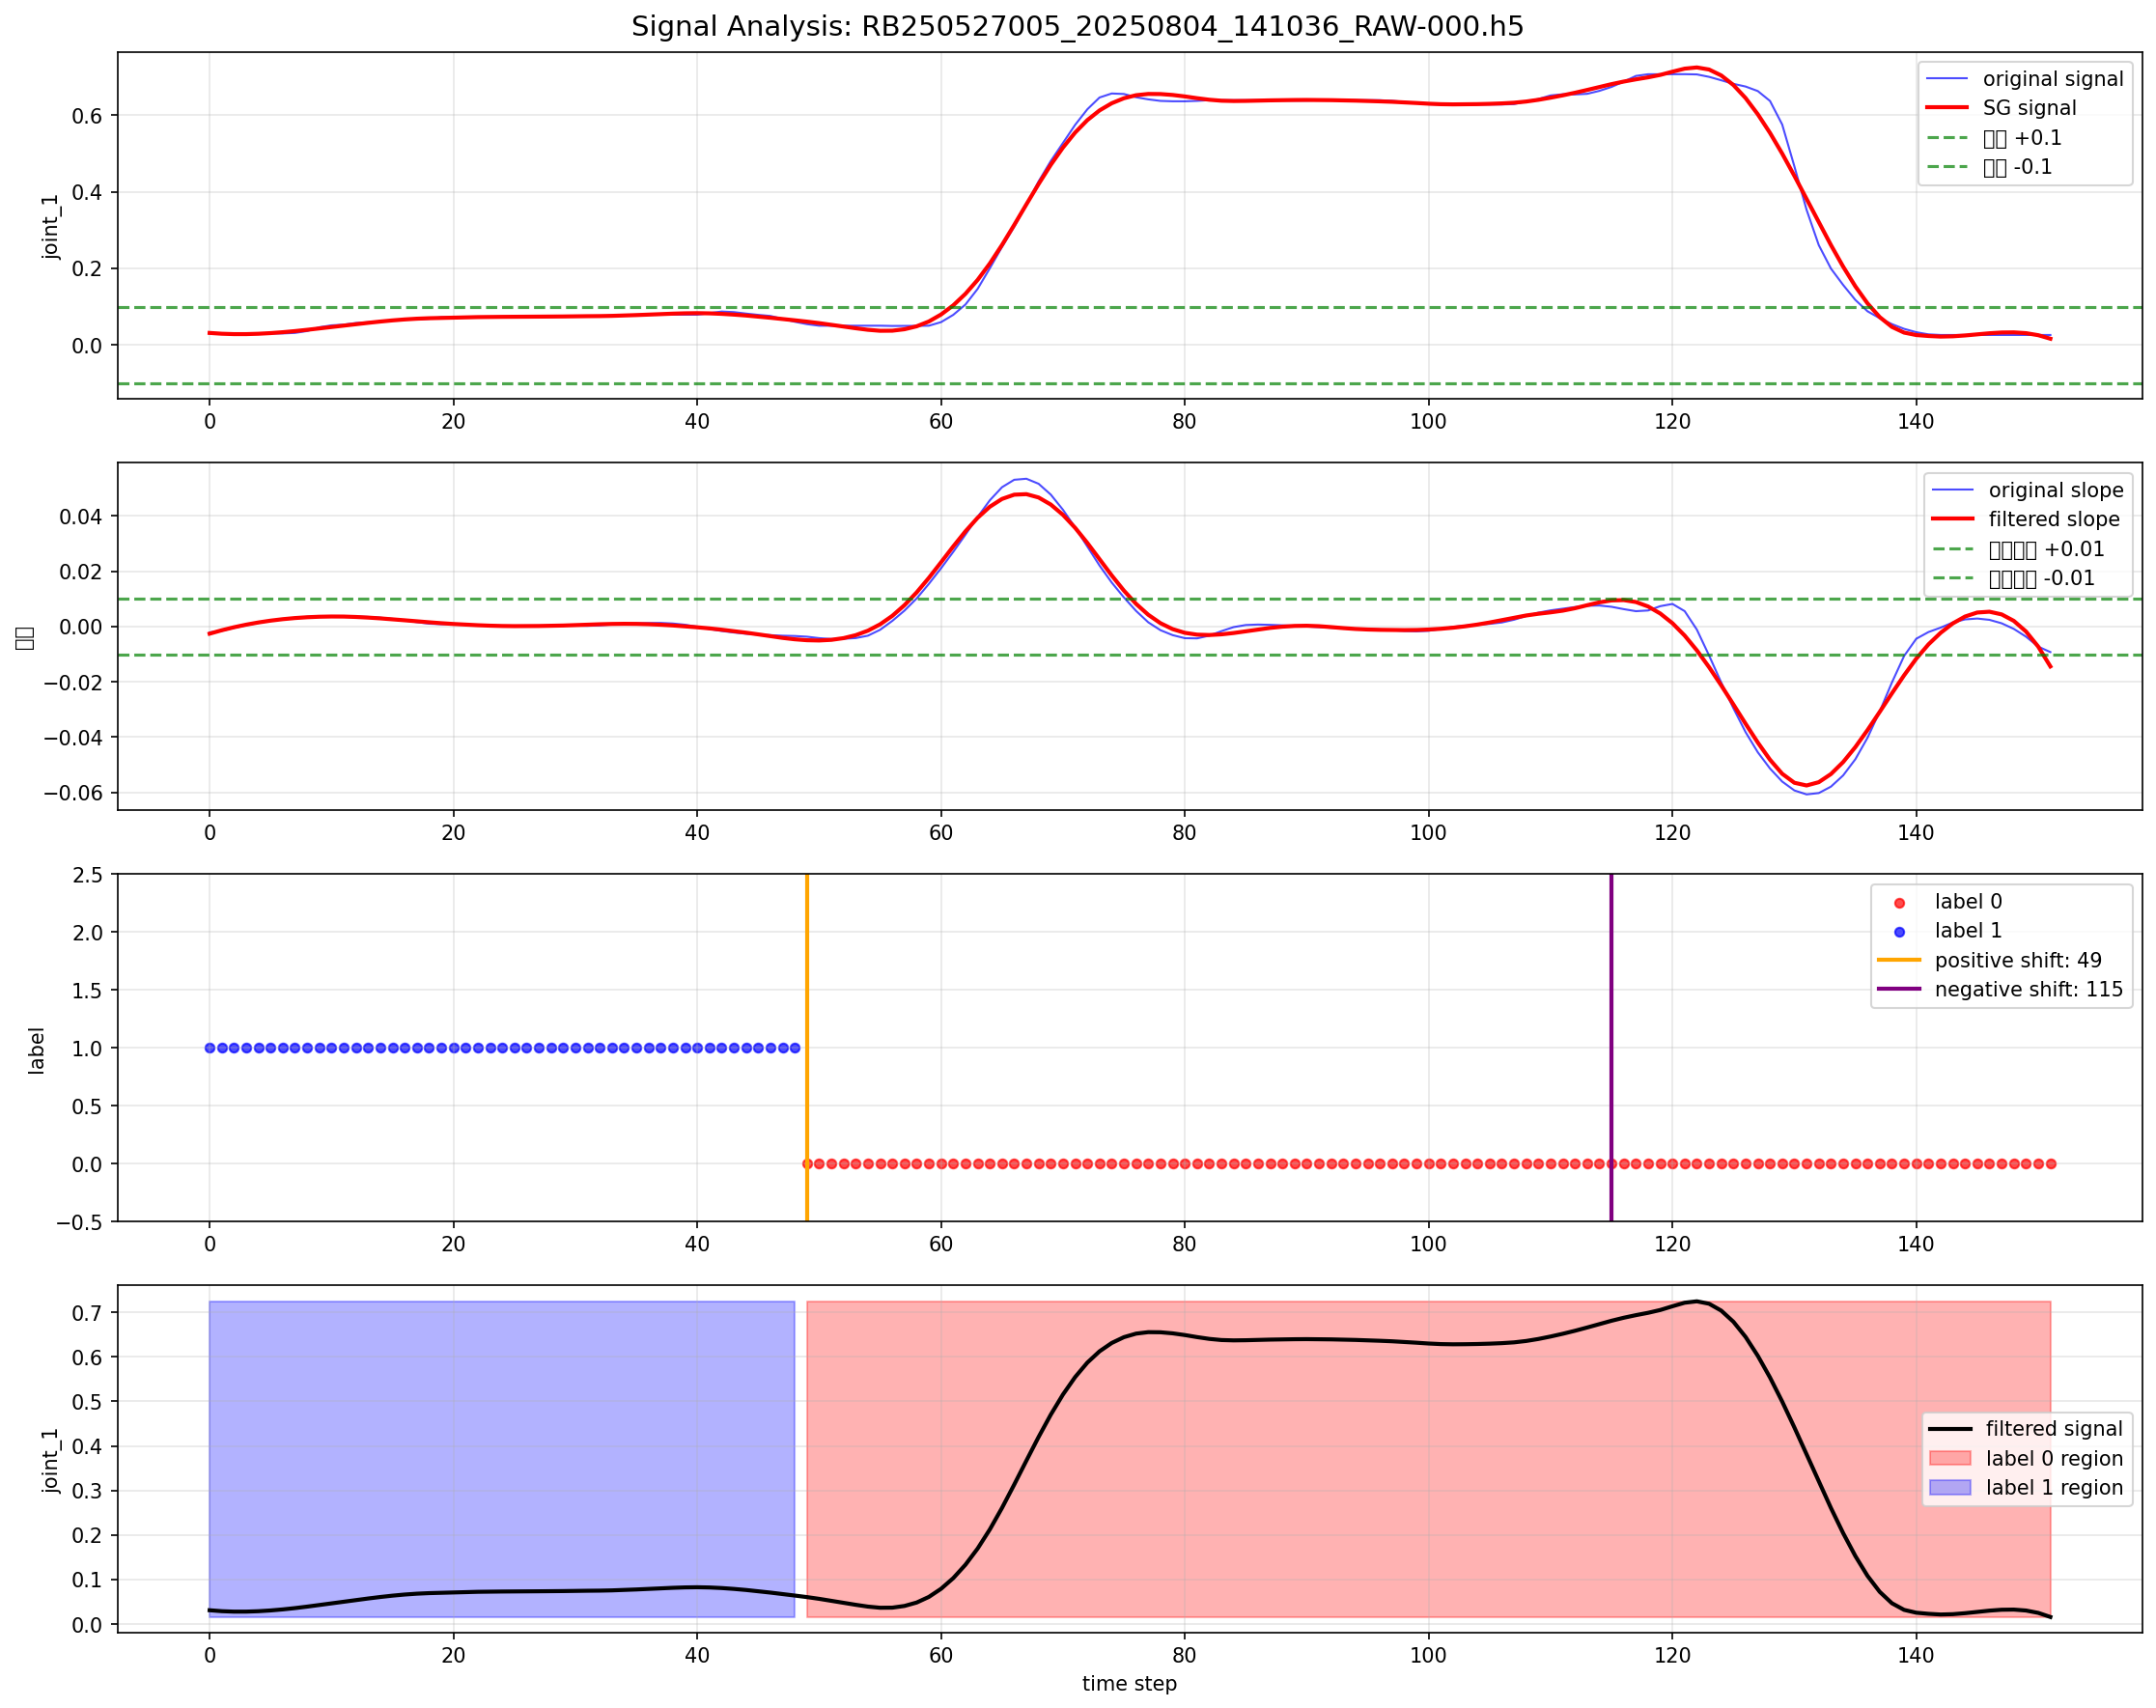 Signal Analysis: RB250527005_20250804_141036_RAW-000.h5
joint_1
0.6
0.4
0.2
0.0
0 20 40 60 80 100 120 140
original signal
SG signal
+0.1
-0.1
0.04
0.02
0.00
−0.02
−0.04
−0.06
0 20 40 60 80 100 120 140
original slope
filtered slope
+0.01
-0.01
label
2.5
2.0
1.5
1.0
0.5
0.0
−0.5
0 20 40 60 80 100 120 140
label 0
label 1
positive shift: 49
negative shift: 115
joint_1
0.7
0.6
0.5
0.4
0.3
0.2
0.1
0.0
0 20 40 60 80 100 120 140
time step
filtered signal
label 0 region
label 1 region